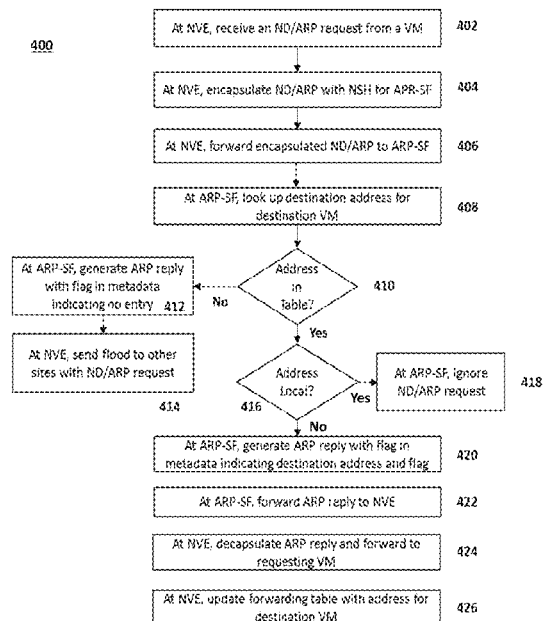 400
At NVE, receive an ND/ARP request from a VM
402
At NVE, encapsulate ND/ARP with NSH for APR-SF
404
At NVE, forward encapsulated ND/ARP to ARP-SF
406
At ARP-SF, look up destination address for
destination VM
408
Address
in
Table?
410
No
Yes
At ARP-SF, generate ARP reply
with flag in metadata
indicating no entry
412
At NVE, send flood to other
sites with ND/ARP request
414
Address
Local?
416
Yes
No
At ARP-SF, ignore
ND/ARP request
418
At ARP-SF, generate ARP reply with flag in
metadata indicating destination address and flag
420
At ARP-SF, forward ARP reply to NVE
422
At NVE, decapsulate ARP reply and forward to
requesting VM
424
At NVE, update forwarding table with address for
destination VM
426